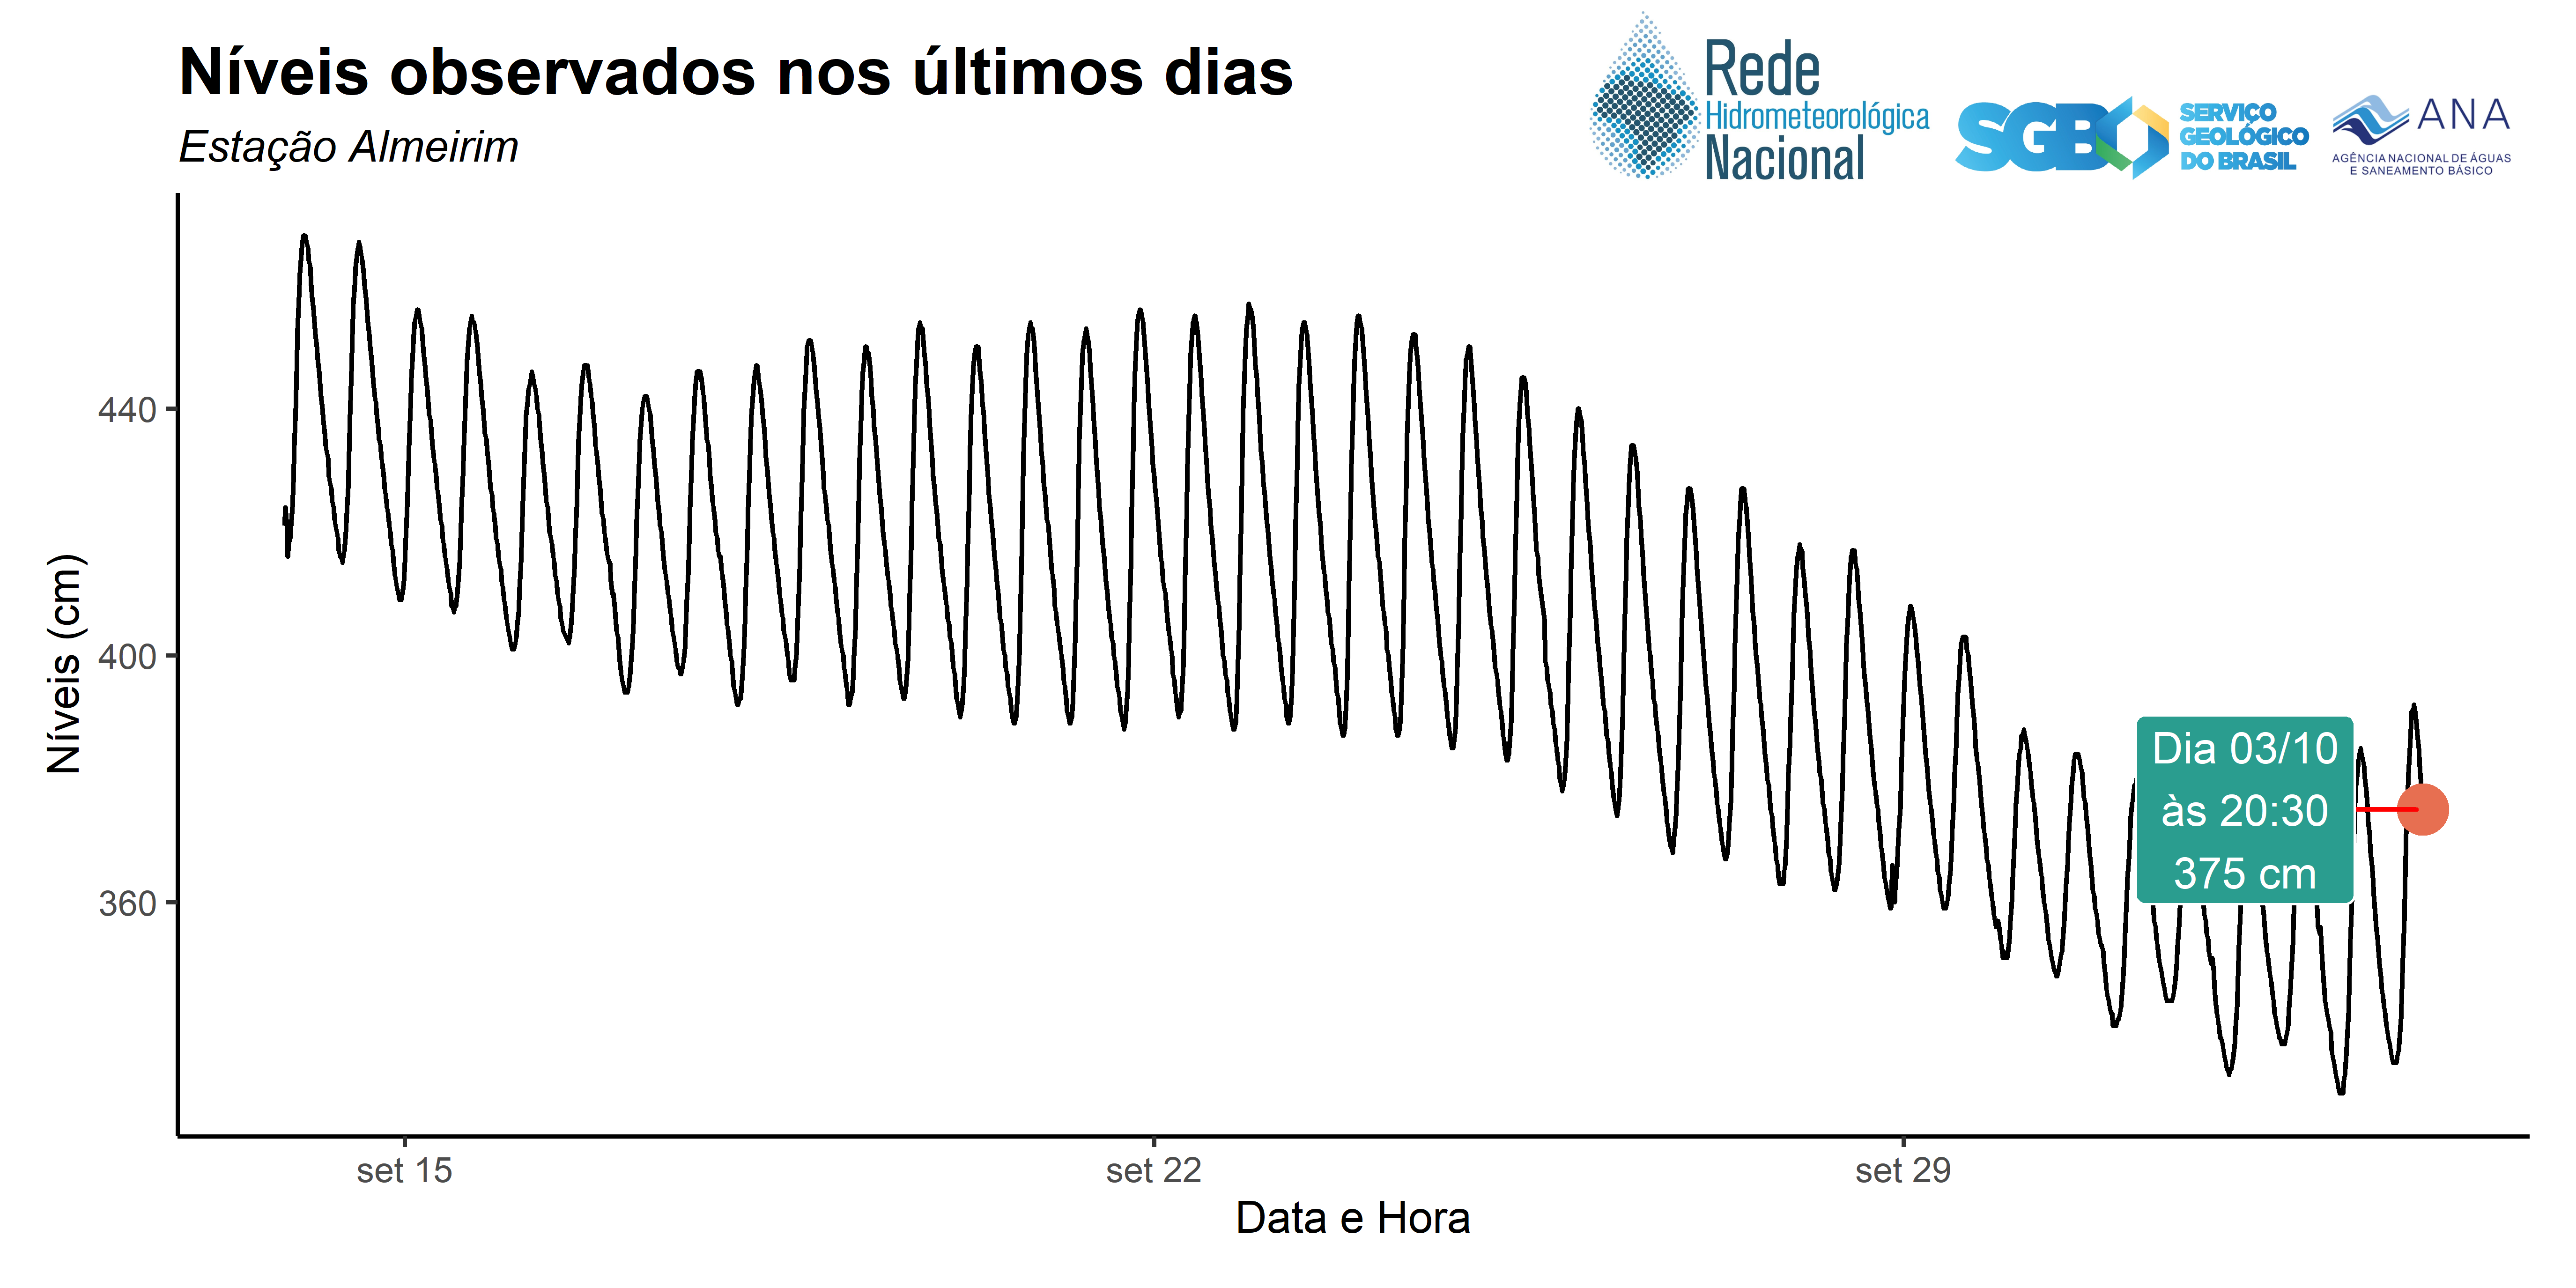 Níveis observados nos últimos dias
Estação Almeirim
Rede
Hidrometeorológica
Nacional
SGB
SERVIÇO
GEOLÓGICO
DO BRASIL
ANA
AGÊNCIA NACIONAL DE ÁGUAS
E SANEAMENTO BÁSICO
Níveis (cm)
440
400
360
Dia 03/10
às 20:30
375 cm
set 15
set 22
set 29
Data e Hora